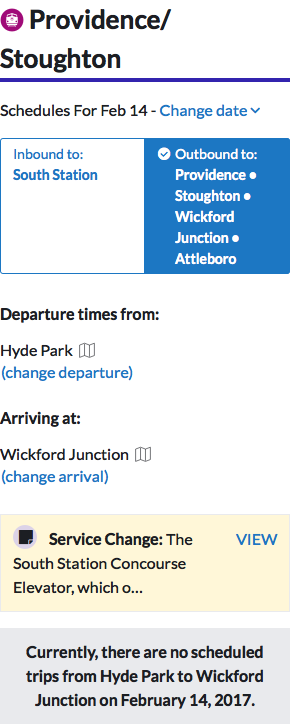 Providence/
Stoughton
Schedules For Feb 14 - Change date
Inbound to:
South Station
Outbound to:
Providence •
Stoughton •
Wickford
Junction •
Attleboro
Departure times from:
Hyde Park
(change departure)
Arriving at:
Wickford Junction
(change arrival)
Service Change: The VIEW
South Station Concourse
Elevator, which o...
Currently, there are no scheduled
trips from Hyde Park to Wickford
Junction on February 14, 2017.